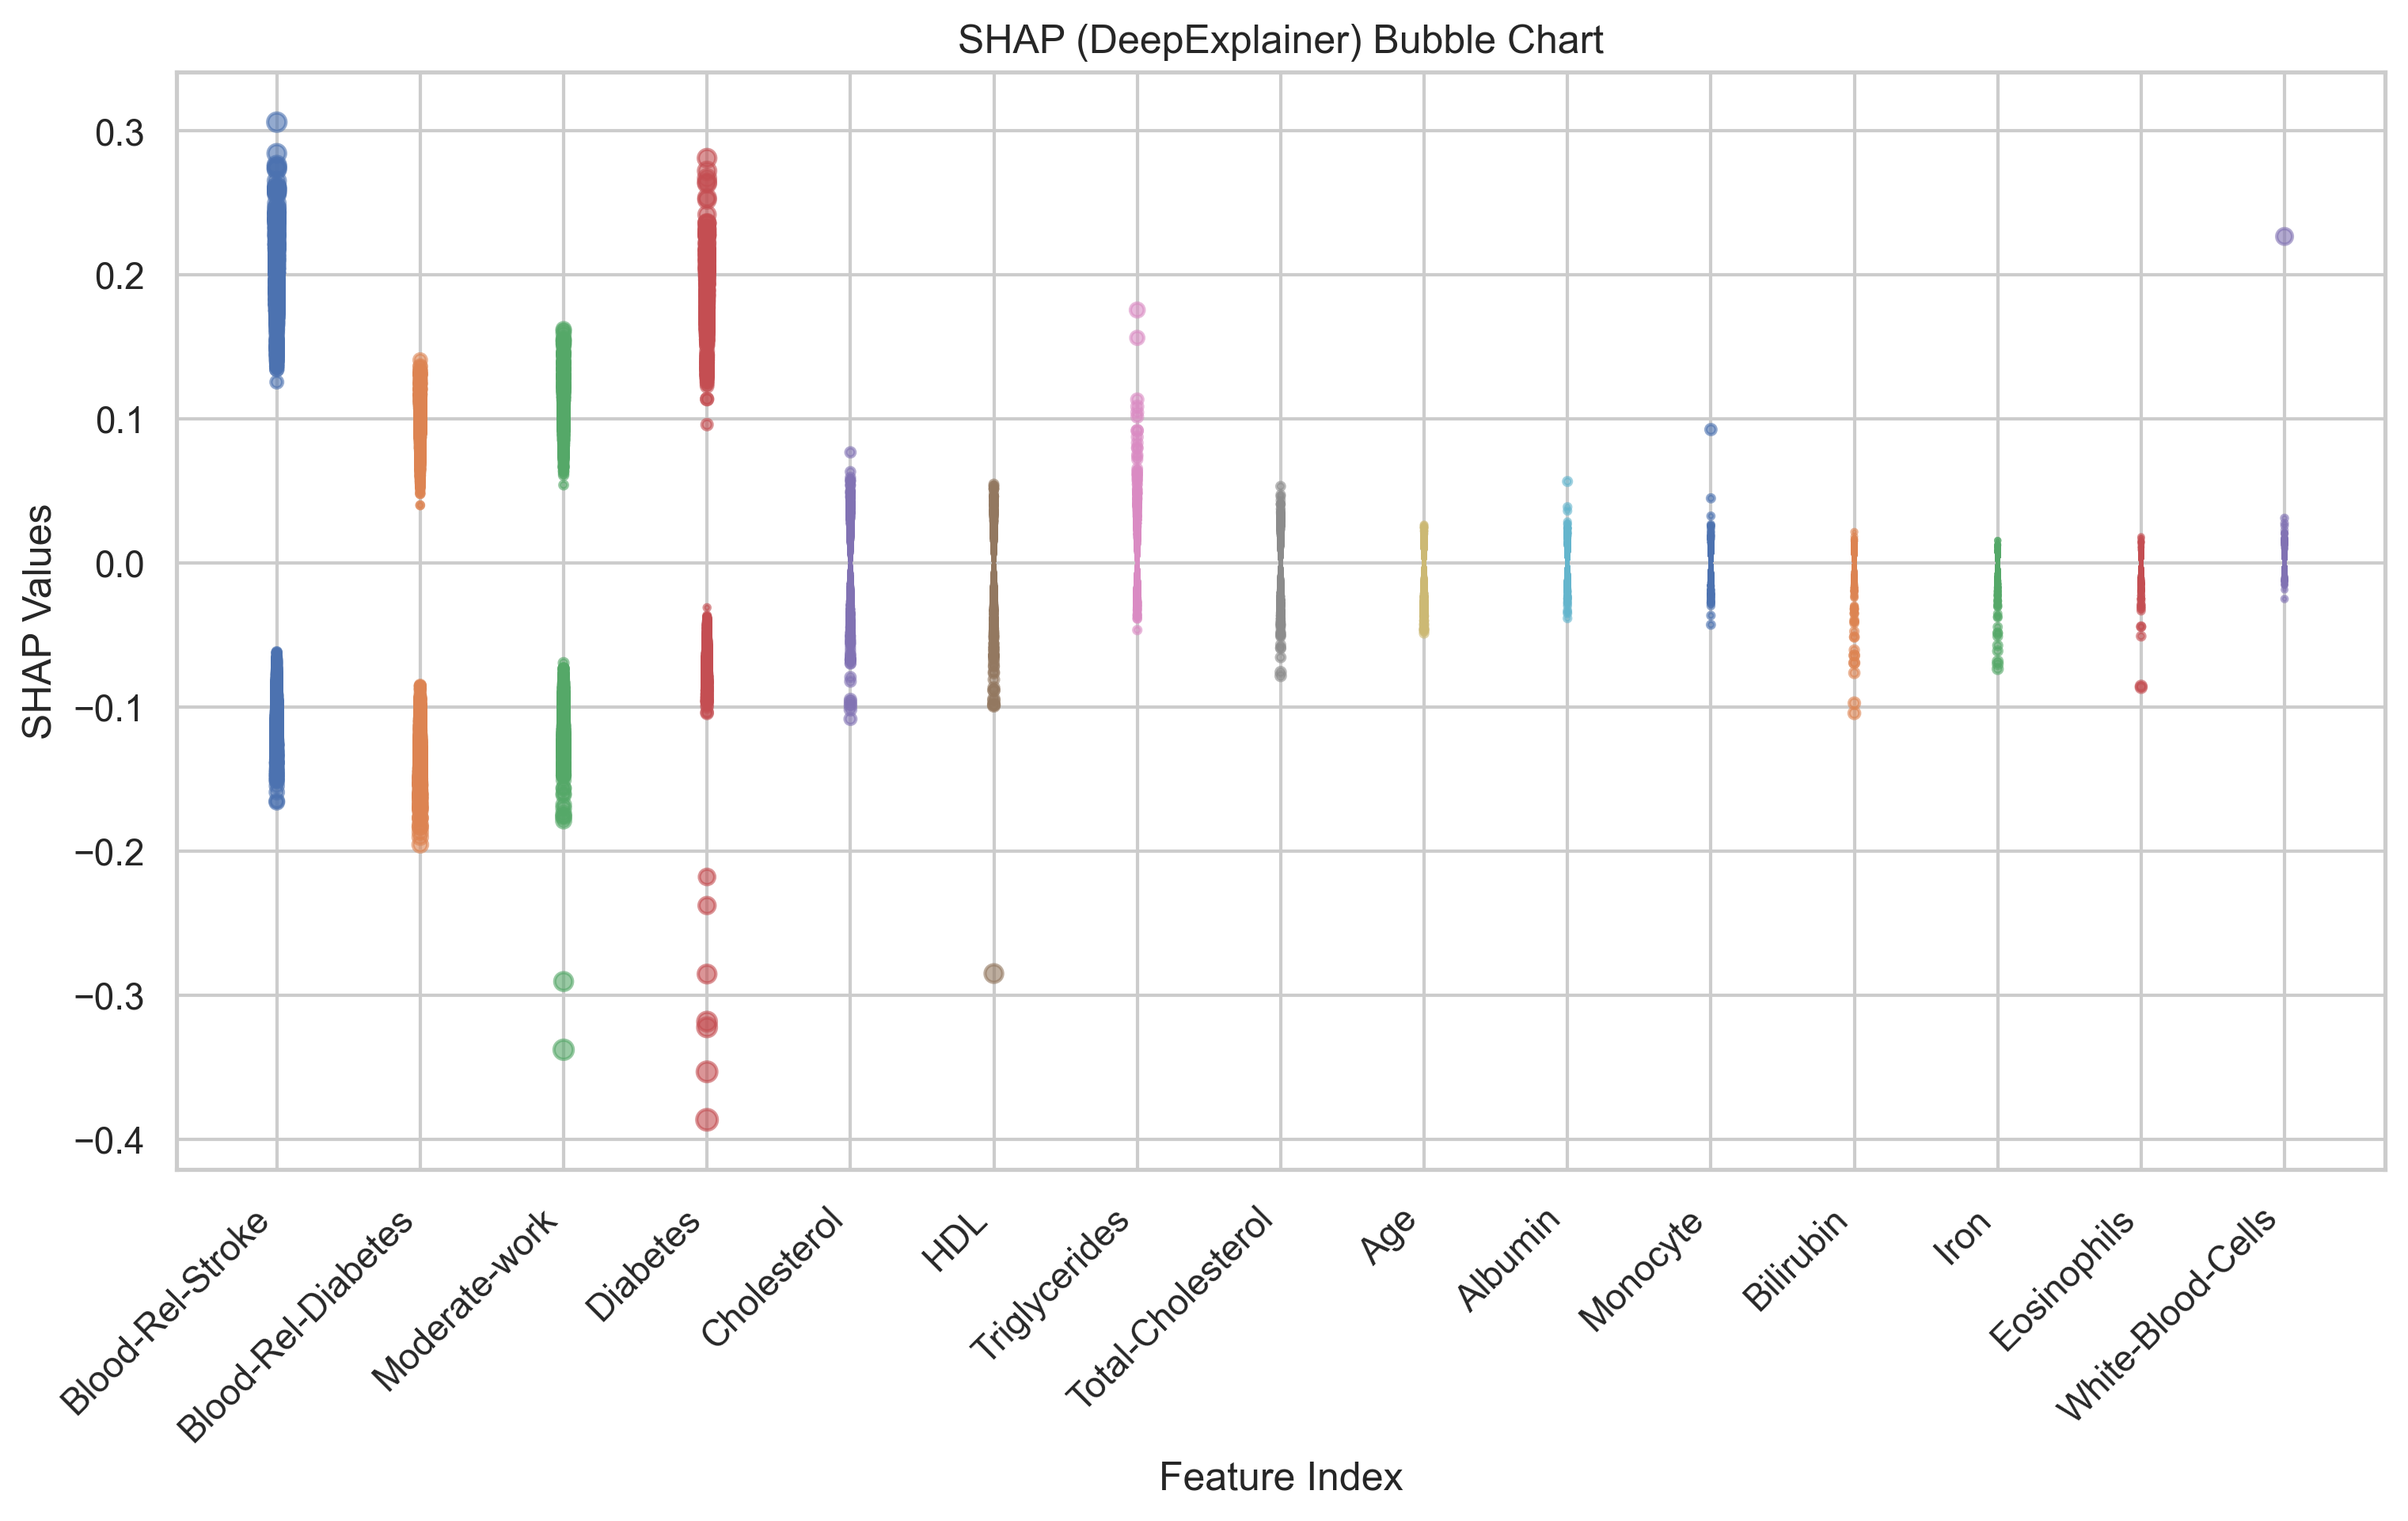 SHAP (DeepExplainer) Bubble Chart
SHAP Values
0.3
0.2
0.1
0.0
−0.1
−0.2
−0.3
−0.4
Blood-Rel-Stroke
Blood-Rel-Diabetes
Moderate-work
Diabetes
Cholesterol
HDL
Triglycerides
Total-Cholesterol
Age
Albumin
Monocyte
Bilirubin
Iron
Eosinophils
White-Blood-Cells
Feature Index